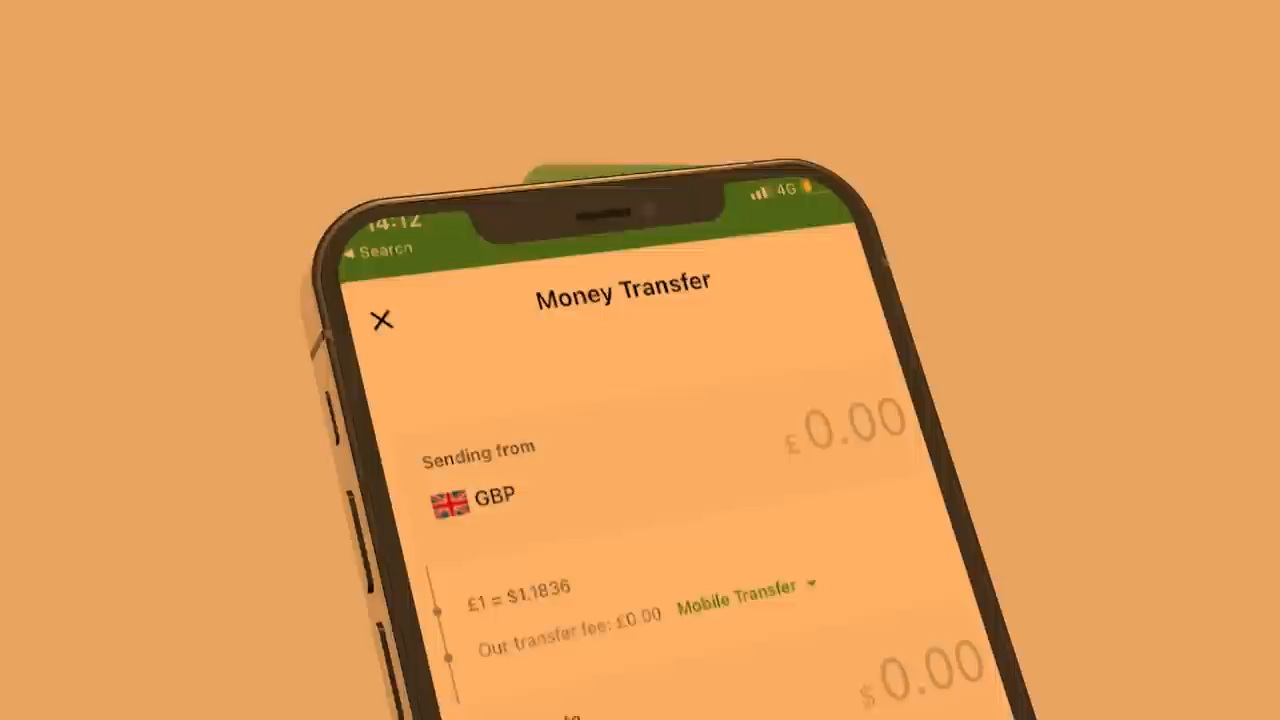 14:12
4G
◀ Search
Money Transfer
£ 0.00
Sending from
GBP
£1 = $1.1836
Our transfer fee: £0.00 Mobile Transfer
$ 0.00